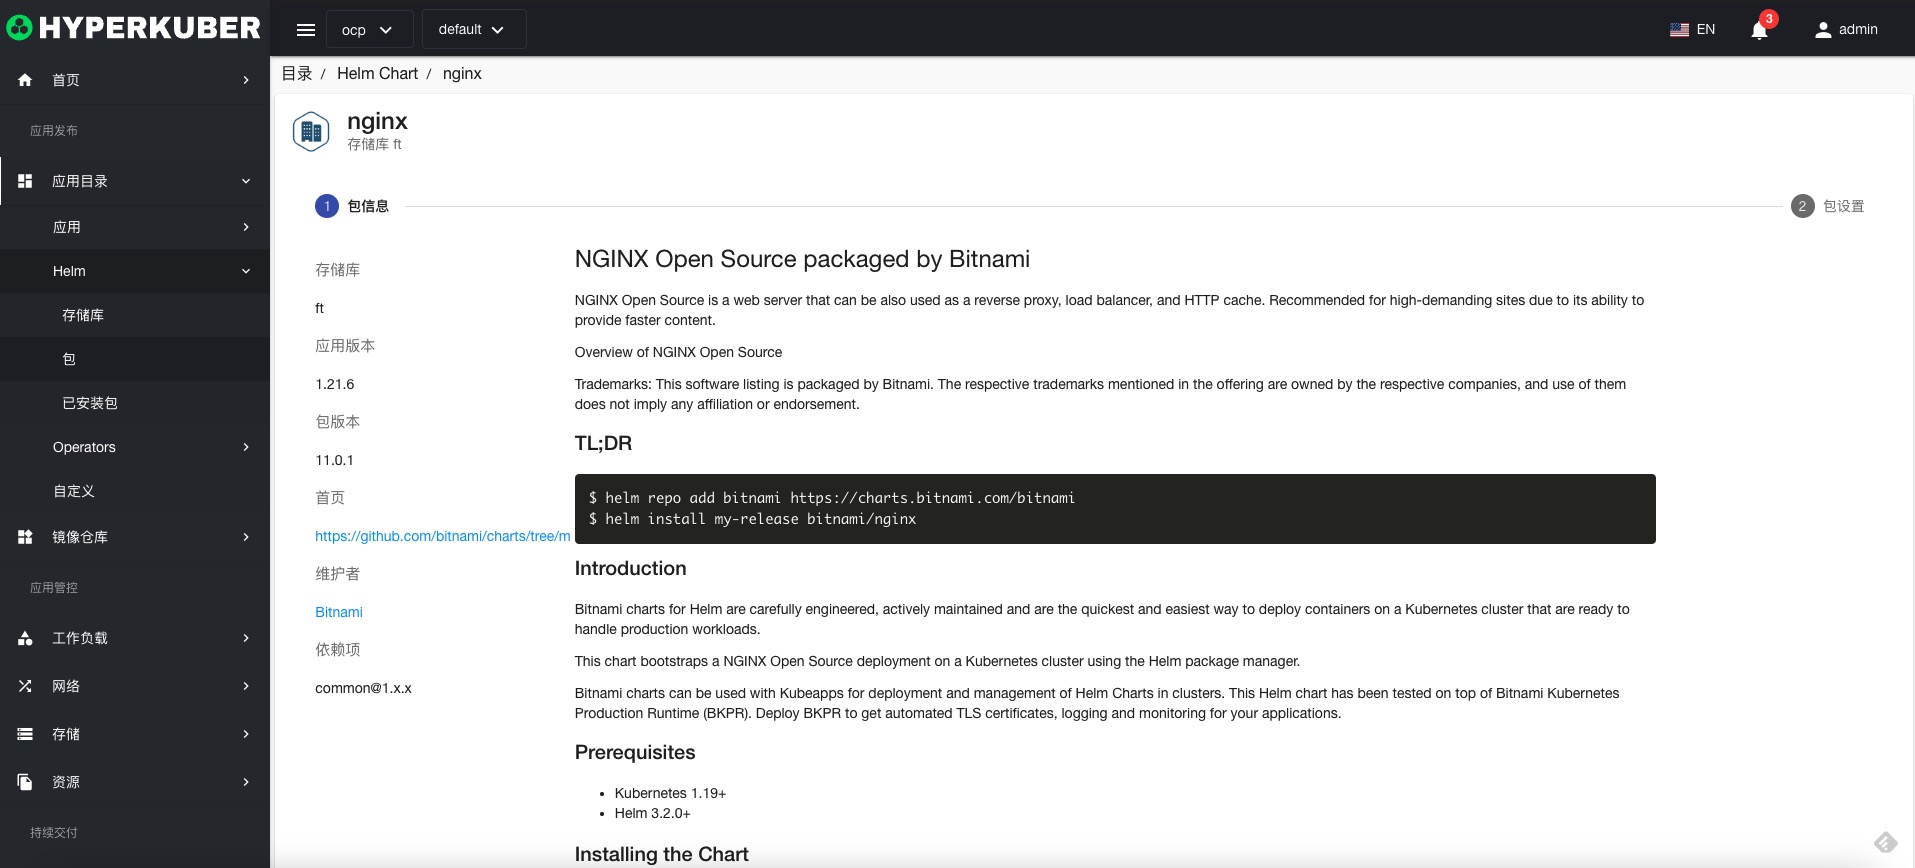 HYPERKUBER
ocp
default
EN
3
admin
首页
应用发布
应用目录
应用
Helm
存储库
包
已安装包
Operators
自定义
镜像仓库
应用管控
工作负载
网络
存储
资源
持续交付
目录 / Helm Chart / nginx
nginx
存储库 ft
1 包信息
2 包设置
存储库
ft
应用版本
1.21.6
包版本
11.0.1
首页
https://github.com/bitnami/charts/tree/m
维护者
Bitnami
依赖项
common@1.x.x
NGINX Open Source packaged by Bitnami
NGINX Open Source is a web server that can be also used as a reverse proxy, load balancer, and HTTP cache. Recommended for high-demanding sites due to its ability to
provide faster content.
Overview of NGINX Open Source
Trademarks: This software listing is packaged by Bitnami. The respective trademarks mentioned in the offering are owned by the respective companies, and use of them
does not imply any affiliation or endorsement.
TL;DR
$ helm repo add bitnami https://charts.bitnami.com/bitnami
$ helm install my-release bitnami/nginx
Introduction
Bitnami charts for Helm are carefully engineered, actively maintained and are the quickest and easiest way to deploy containers on a Kubernetes cluster that are ready to
handle production workloads.
This chart bootstraps a NGINX Open Source deployment on a Kubernetes cluster using the Helm package manager.
Bitnami charts can be used with Kubeapps for deployment and management of Helm Charts in clusters. This Helm chart has been tested on top of Bitnami Kubernetes
Production Runtime (BKPR). Deploy BKPR to get automated TLS certificates, logging and monitoring for your applications.
Prerequisites
• Kubernetes 1.19+
• Helm 3.2.0+
Installing the Chart